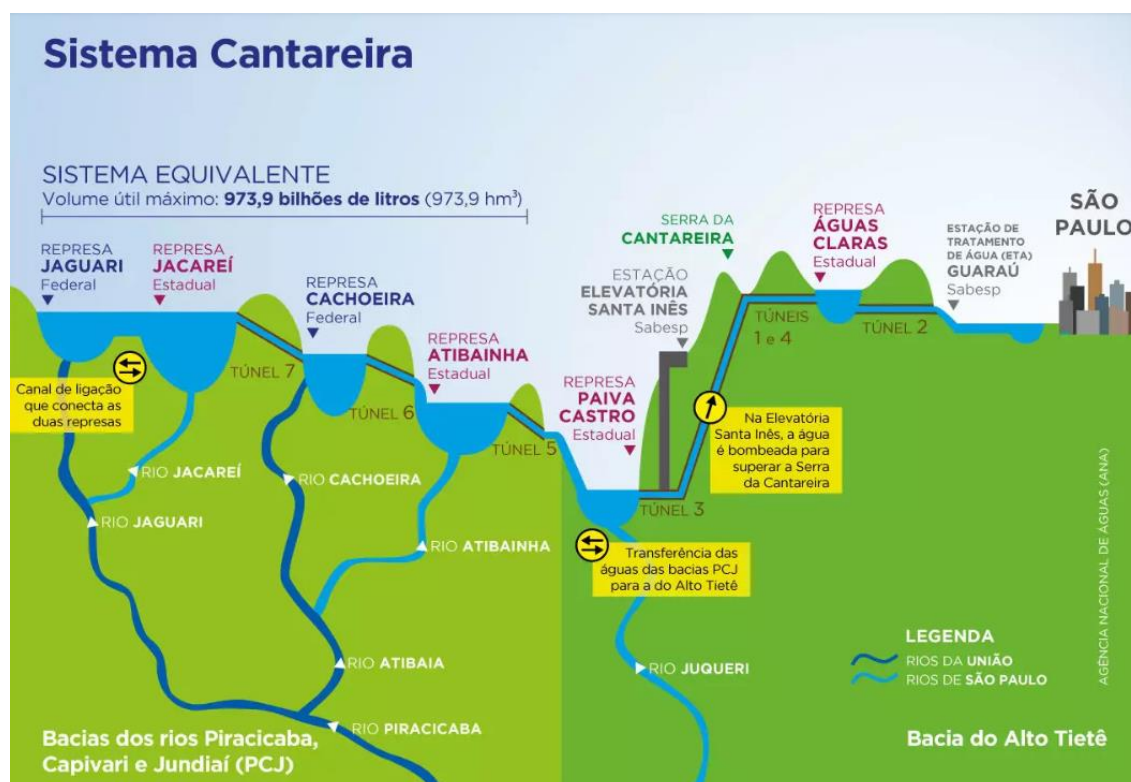 Sistema Cantareira
SISTEMA EQUIVALENTE
Volume útil máximo: 973,9 bilhões de litros (973,9 hm³)
REPRESA
JAGUARI
Federal
REPRESA
JACAREÍ
Estadual
REPRESA
CACHOEIRA
Federal
REPRESA
ATIBAINHA
Estadual
REPRESA
PAIVA
CASTRO
Estadual
ESTAÇÃO
ELEVATÓRIA
SANTA INÊS
Sabesp
SERRA DA
CANTAREIRA
REPRESA
ÁGUAS
CLARAS
Estadual
ESTAÇÃO DE
TRATAMENTO
DE ÁGUA (ETA)
GUARAÚ
Sabesp
SÃO
PAULO
TÚNEL 7
TÚNEL 6
TÚNEL 5
TÚNEL 3
TÚNEIS
1 e 4
TÚNEL 2
Canal de ligação
que conecta as
duas represas
Na Elevatória
Santa Inês, a água
é bombeada para
superar a Serra
da Cantareira
Transferência das
águas das bacias PCJ
para a do Alto Tietê
RIO JACAREÍ
RIO JAGUARI
RIO CACHOEIRA
RIO ATIBAINHA
RIO ATIBAIA
RIO PIRACICABA
RIO JUQUERI
LEGENDA
RIOS DA UNIÃO
RIOS DE SÃO PAULO
Bacias dos rios Piracicaba,
Capivari e Jundiaí (PCJ)
Bacia do Alto Tietê
AGÊNCIA NACIONAL DE ÁGUAS (ANA)